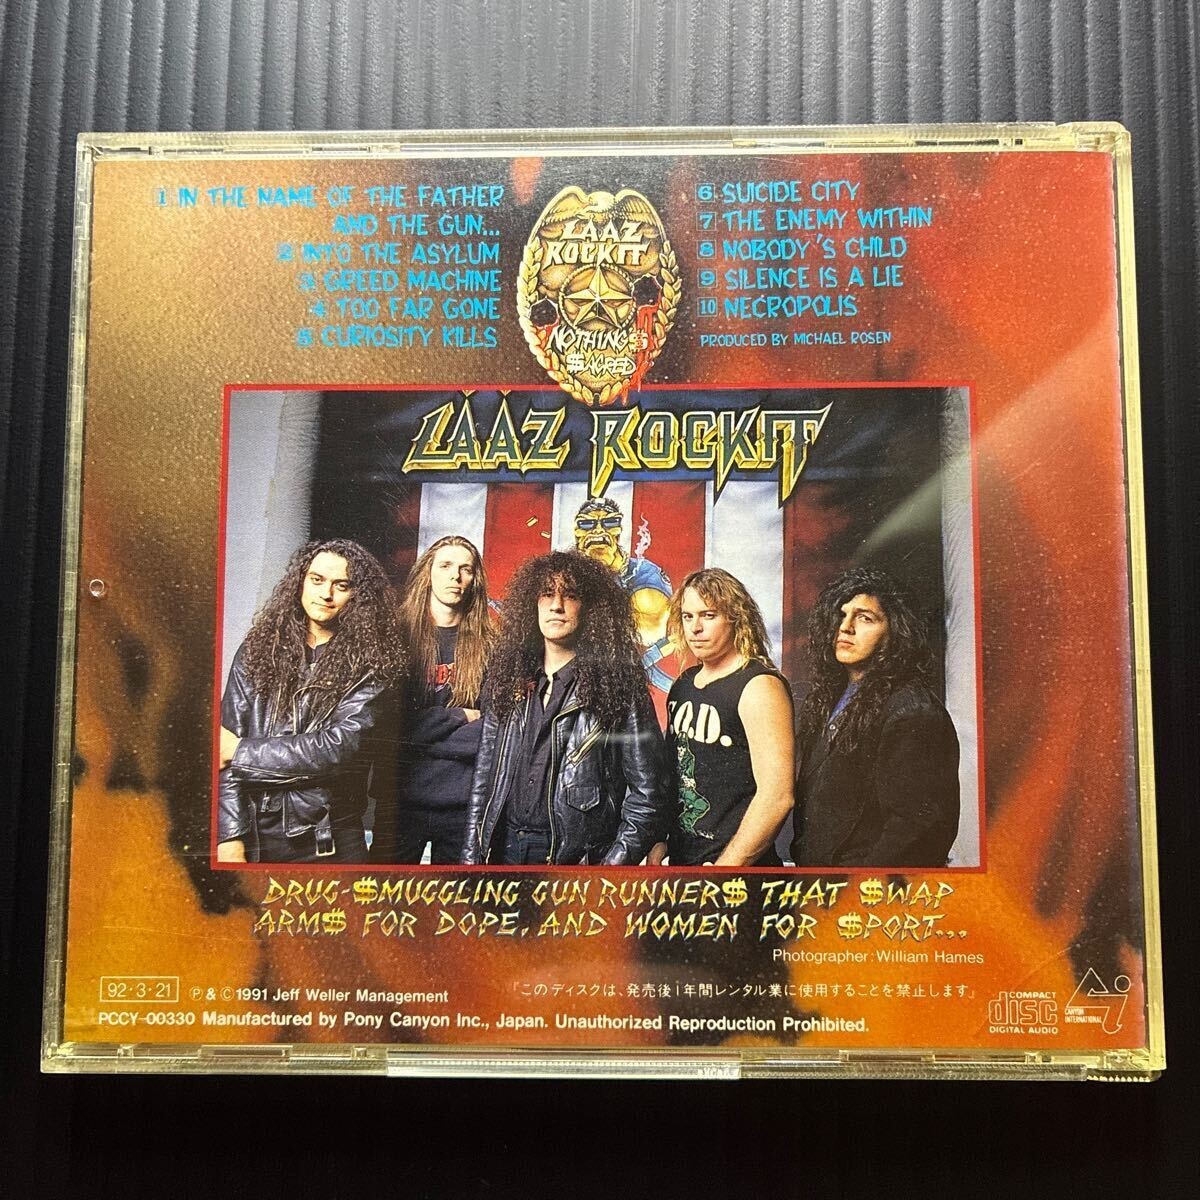 1 IN THE NAME OF THE FATHER
AND THE GUN...
2 INTO THE ASYLUM
3 GREED MACHINE
4 TOO FAR GONE
5 CURIOSITY KILLS
LÄÄZ
ROCKIT
NOTHING$
$ACRED
6 SUICIDE CITY
7 THE ENEMY WITHIN
8 NOBODY'S CHILD
9 SILENCE IS A LIE
10 NECROPOLIS
PRODUCED BY MICHAEL ROSEN
LÄÄZ ROCKIT
.O.D.
DRUG-$MUGGLING GUN RUNNER$ THAT $WAP
ARM$ FOR DOPE, AND WOMEN FOR $PORT...
Photographer:William Hames
92·3·21 Ⓟ&©1991 Jeff Weller Management
『このディスクは、発売後1年間レンタル業に使用することを禁止します。』
PCCY-00330 Manufactured by Pony Canyon Inc., Japan. Unauthorized Reproduction Prohibited.
COMPACT
disc
DIGITAL AUDIO
CANYON
INTERNATIONAL